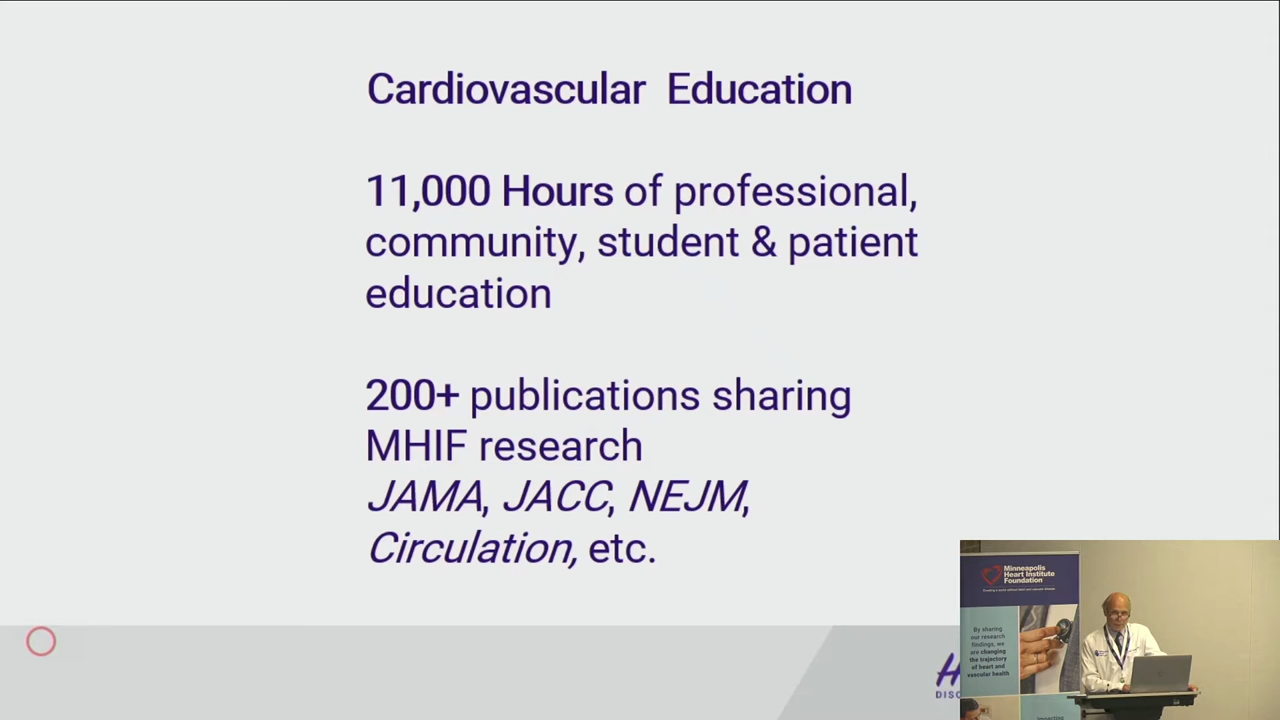 Cardiovascular Education
11,000 Hours of professional,
community, student & patient
education
200+ publications sharing
MHIF research
JAMA, JACC, NEJM,
Circulation, etc.
Minneapolis
Heart Institute
Foundation
By sharing
our research
findings, we
are changing
the trajectory
of heart and
vascular health